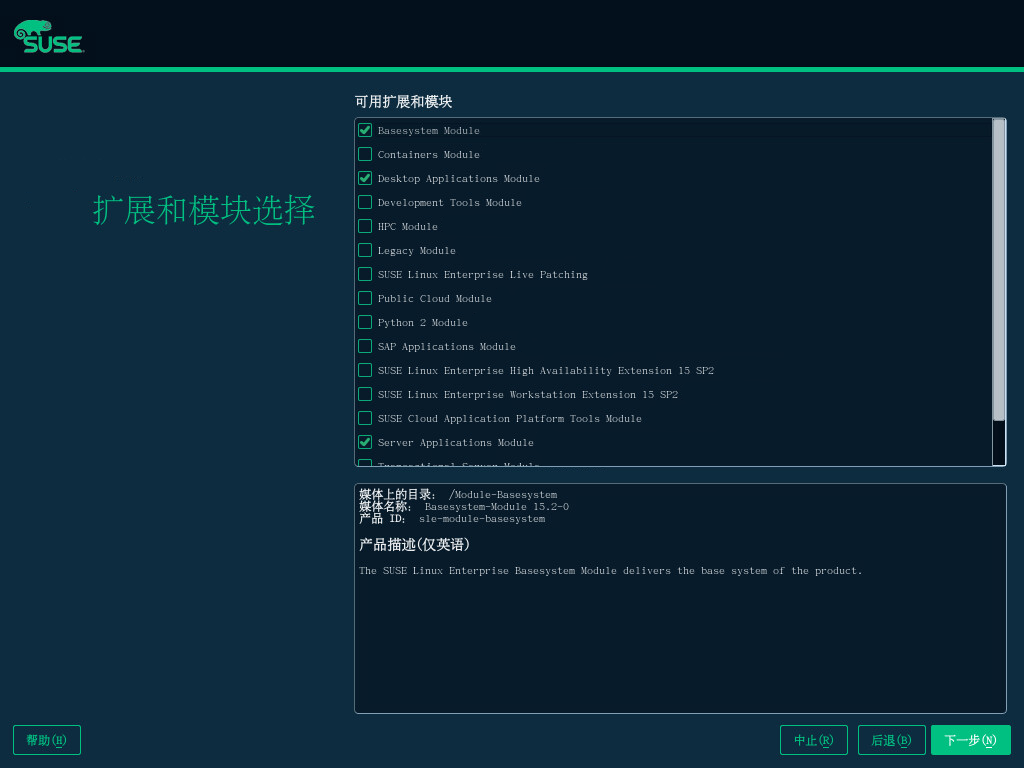 SUSE
可用扩展和模块
Basesystem Module
Containers Module
Desktop Applications Module
Development Tools Module
扩展和模块选择
HPC Module
Legacy Module
SUSE Linux Enterprise Live Patching
Public Cloud Module
Python 2 Module
SAP Applications Module
SUSE Linux Enterprise High Availability Extension 15 SP2
SUSE Linux Enterprise Workstation Extension 15 SP2
SUSE Cloud Application Platform Tools Module
Server Applications Module
Transactional Server Module
媒体上的目录: /Module-Basesystem
媒体名称: Basesystem-Module 15.2-0
产品 ID: sle-module-basesystem
产品描述(仅英语)
The SUSE Linux Enterprise Basesystem Module delivers the base system of the product.
帮助(H) 中止(R) 后退(B) 下一步(N)